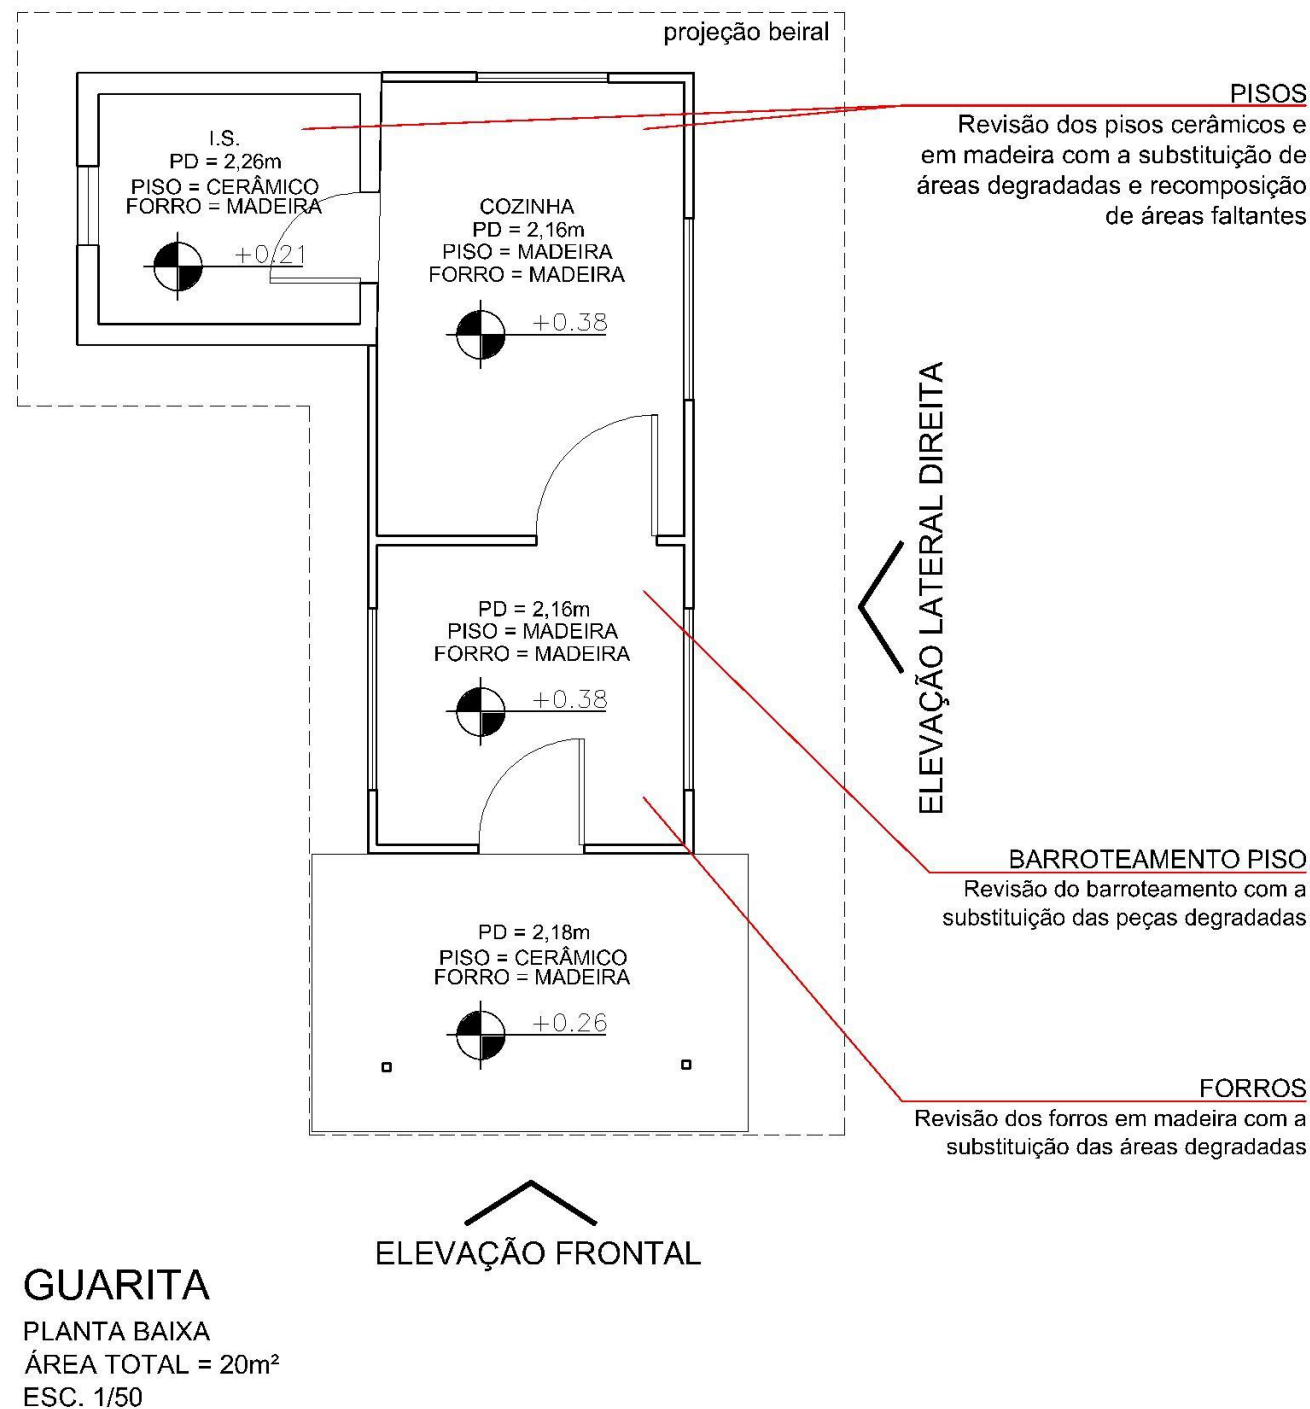 projeção beiral
PISOS
Revisão dos pisos cerâmicos e
em madeira com a substituição de
áreas degradadas e recomposição
de áreas faltantes
I.S.
PD = 2,26m
PISO = CERÂMICO
FORRO = MADEIRA
+0.21
COZINHA
PD = 2,16m
PISO = MADEIRA
FORRO = MADEIRA
+0.38
ELEVAÇÃO LATERAL DIREITA
PD = 2,16m
PISO = MADEIRA
FORRO = MADEIRA
+0.38
BARROTEAMENTO PISO
Revisão do barroteamento com a
substituição das peças degradadas
PD = 2,18m
PISO = CERÂMICO
FORRO = MADEIRA
+0.26
FORROS
Revisão dos forros em madeira com a
substituição das áreas degradadas
ELEVAÇÃO FRONTAL
GUARITA
PLANTA BAIXA
ÁREA TOTAL = 20m²
ESC. 1/50